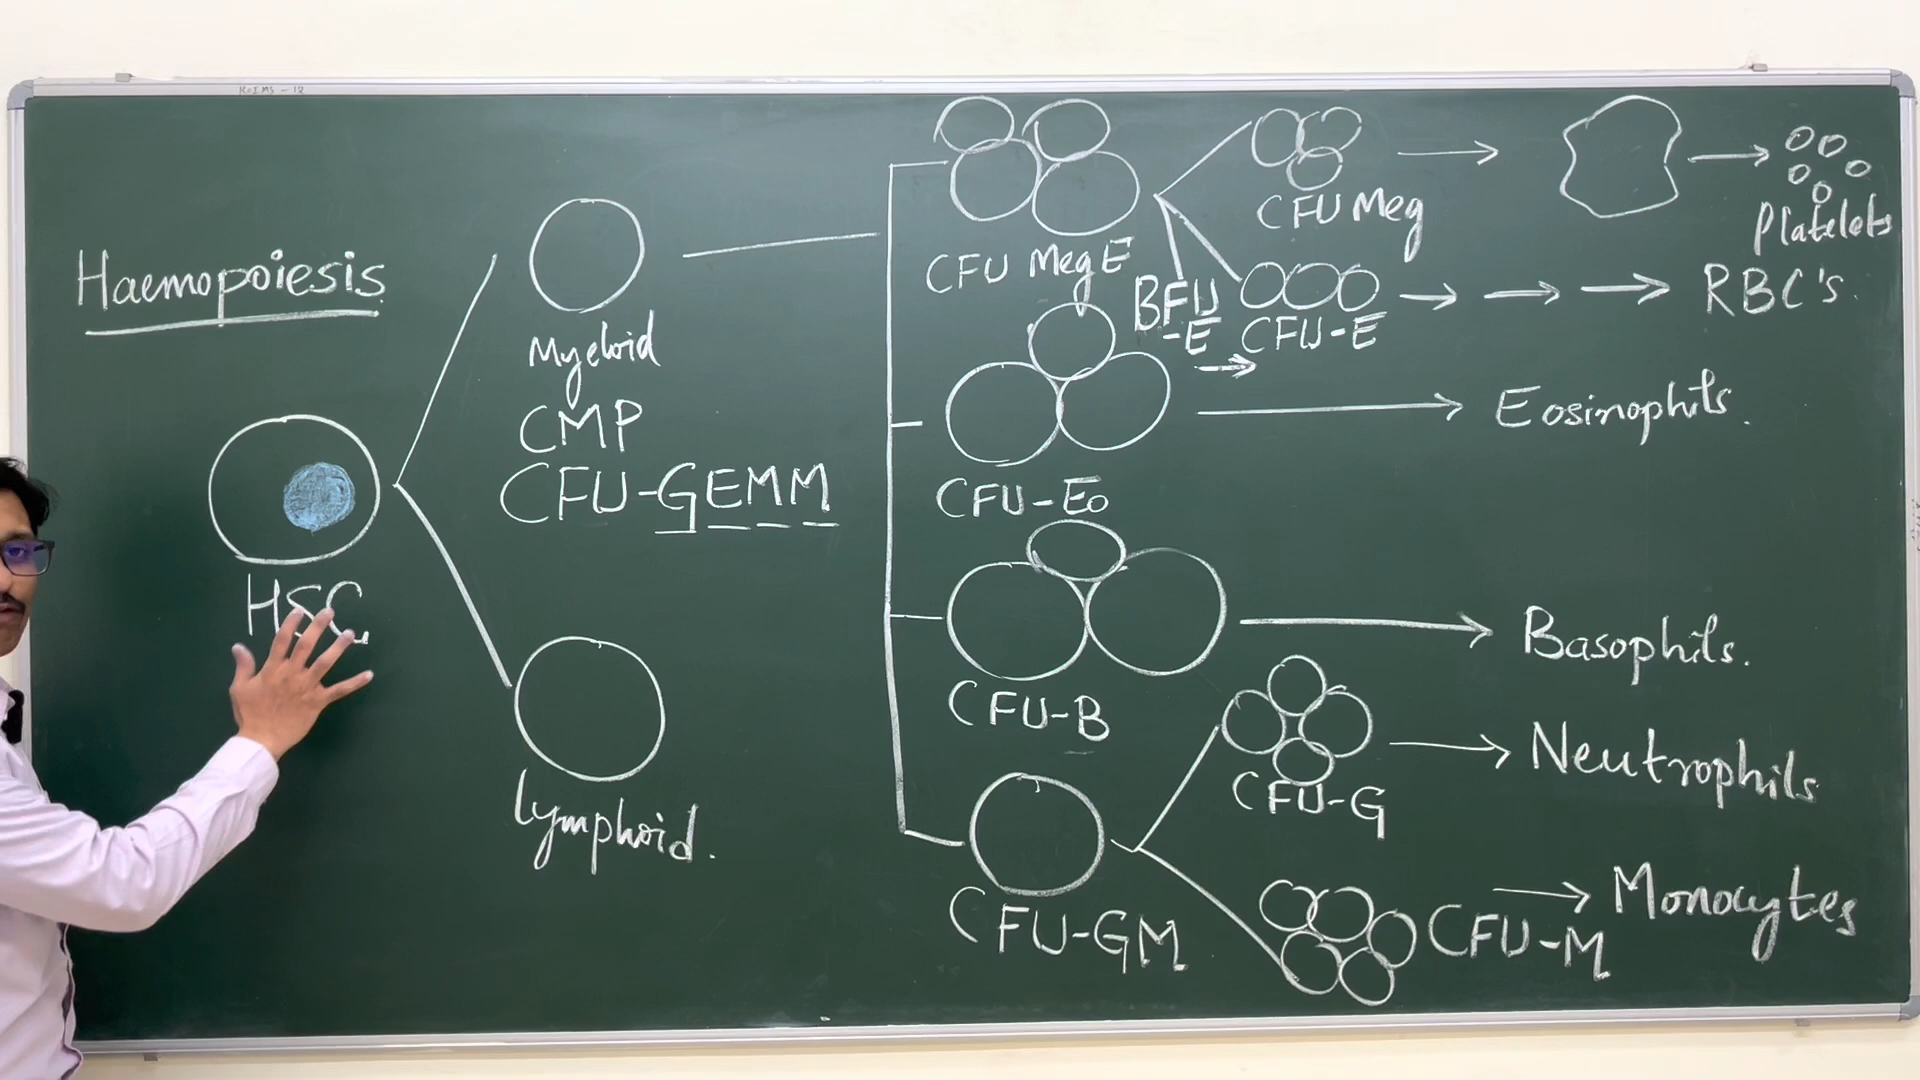 Haemopoiesis
HSC
Myeloid
CMP
CFU-GEMM
Lymphoid.
CFU MegE
CFU Meg
Platelets
BFU
-E
CFU-E
RBC's.
CFU-Eo
Eosinophils.
CFU-B
Basophils.
CFU-GM
CFU-G
Neutrophils
CFU-M
Monocytes